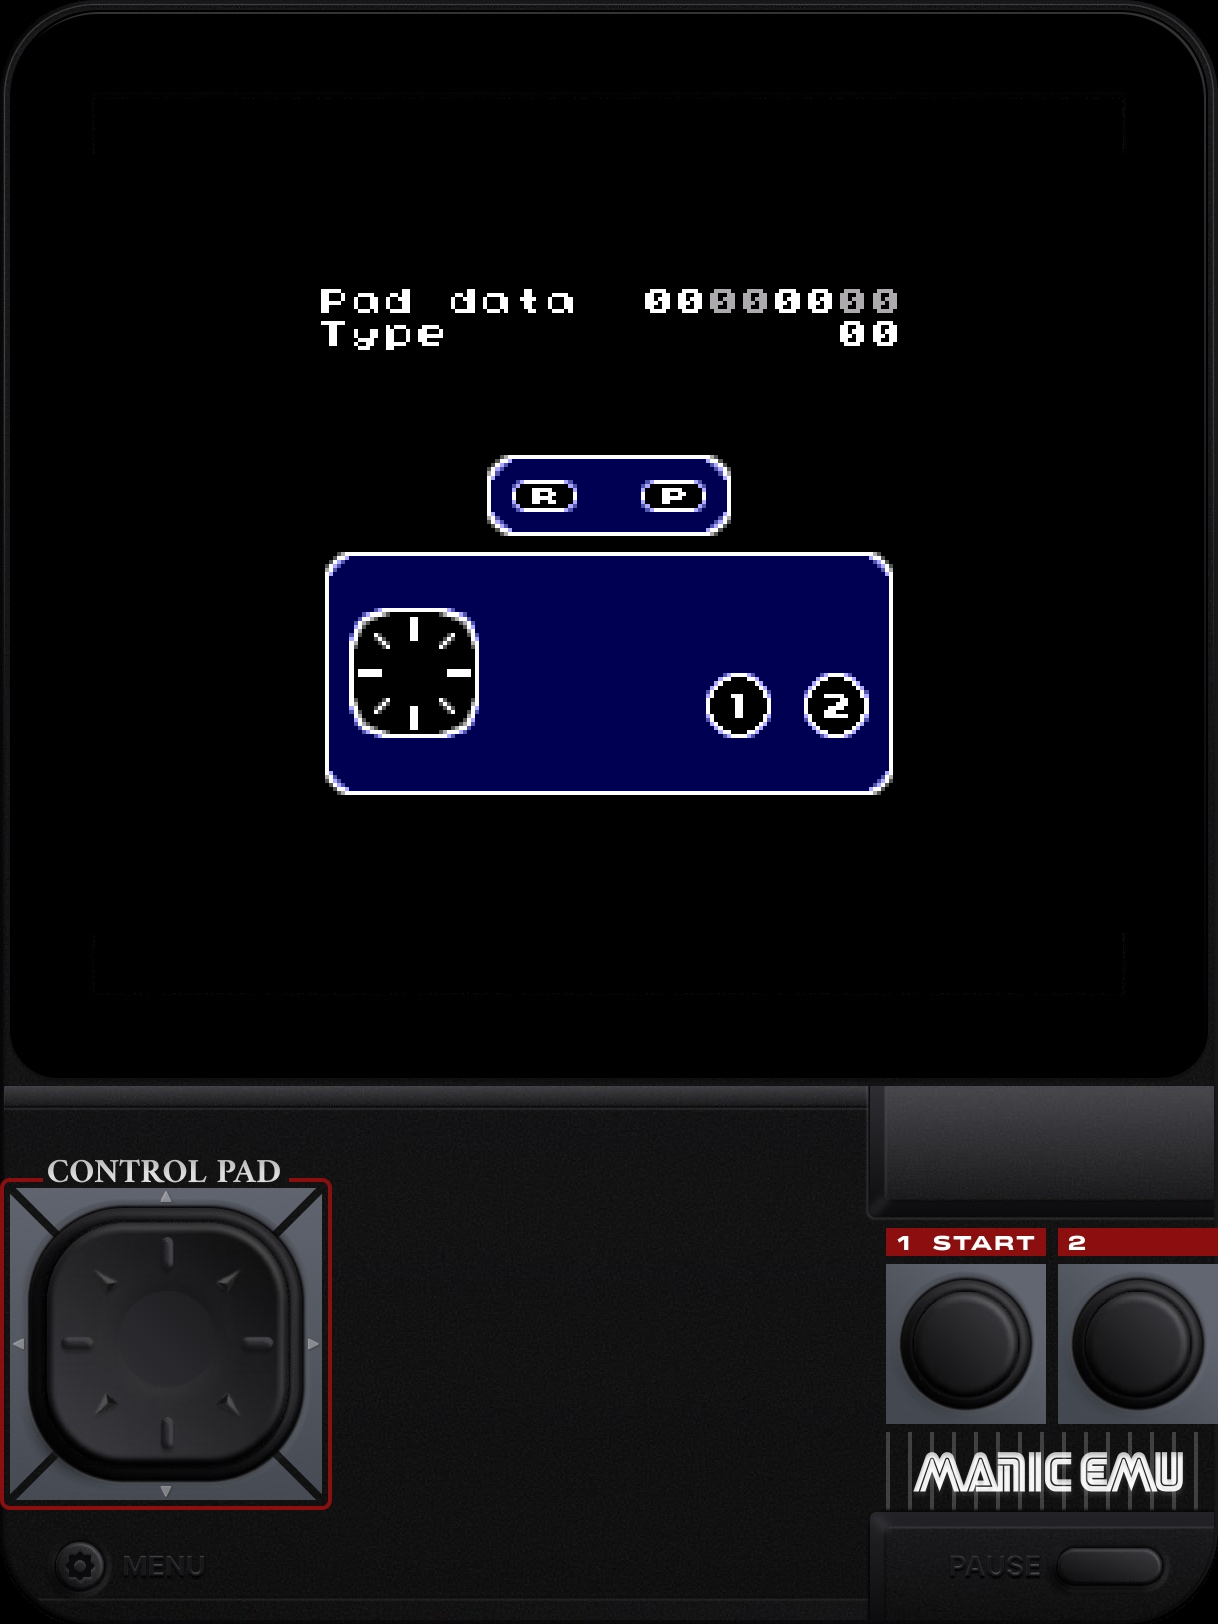 Pad data 00000000
Type 00
R P
1 2
CONTROL PAD
1 START 2
MANIC EMU
MENU PAUSE